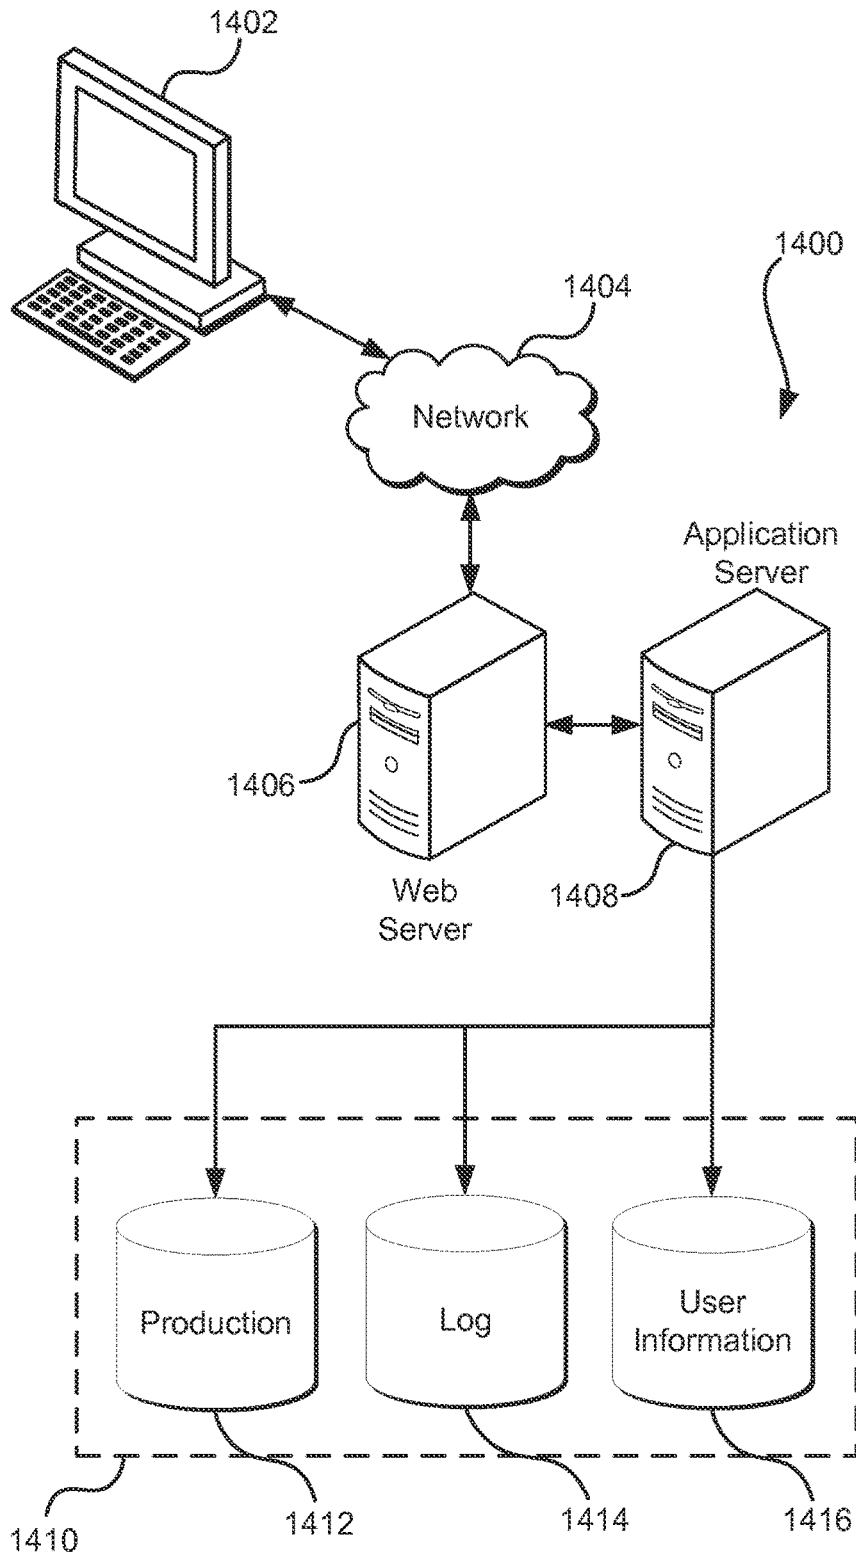 1402
1400
1404
Network
Application
Server
1406
1408
Web
Server
Production
Log
User
Information
1410
1412
1414
1416